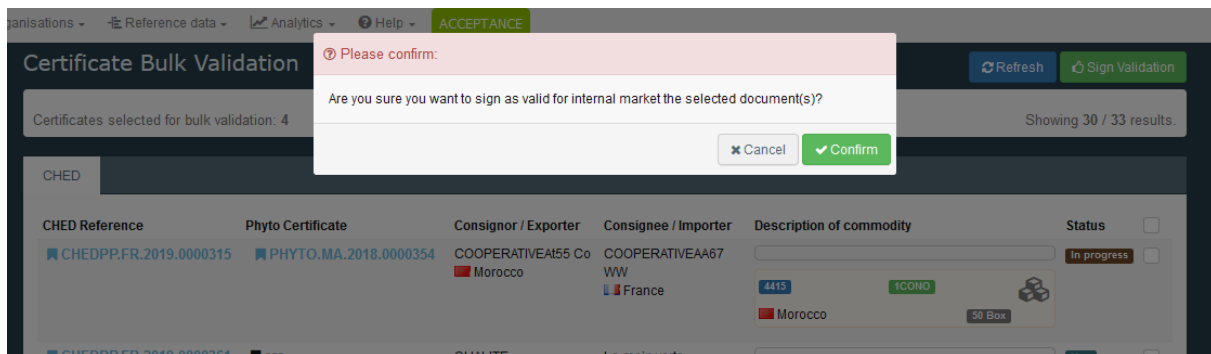 ganisations Reference data Analytics Help ACCEPTANCE
Certificate Bulk Validation
Refresh Sign Validation
Please confirm:
Are you sure you want to sign as valid for internal market the selected document(s)?
Cancel Confirm
Certificates selected for bulk validation: 4
Showing 30 / 33 results.
CHED
CHED Reference Phyto Certificate Consignor / Exporter Consignee / Importer Description of commodity Status
CHEDPP.FR.2019.0000315 PHYTO.MA.2018.0000354 COOPERATIVEAt55 Co COOPERATIVEAA67 In progress
Morocco WW
France
4415 1CONO
Morocco 50 Box